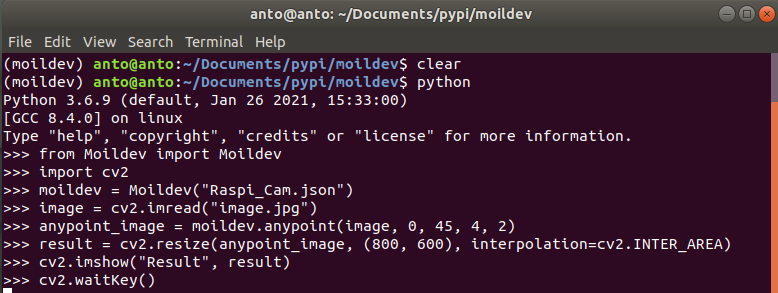 anto@anto: ~/Documents/pypi/moildev
File Edit View Search Terminal Help
(moildev) anto@anto:~/Documents/pypi/moildev$ clear
(moildev) anto@anto:~/Documents/pypi/moildev$ python
Python 3.6.9 (default, Jan 26 2021, 15:33:00)
[GCC 8.4.0] on linux
Type "help", "copyright", "credits" or "license" for more information.
>>> from Moildev import Moildev
>>> import cv2
>>> moildev = Moildev("Raspi_Cam.json")
>>> image = cv2.imread("image.jpg")
>>> anypoint_image = moildev.anypoint(image, 0, 45, 4, 2)
>>> result = cv2.resize(anypoint_image, (800, 600), interpolation=cv2.INTER_AREA)
>>> cv2.imshow("Result", result)
>>> cv2.waitKey()